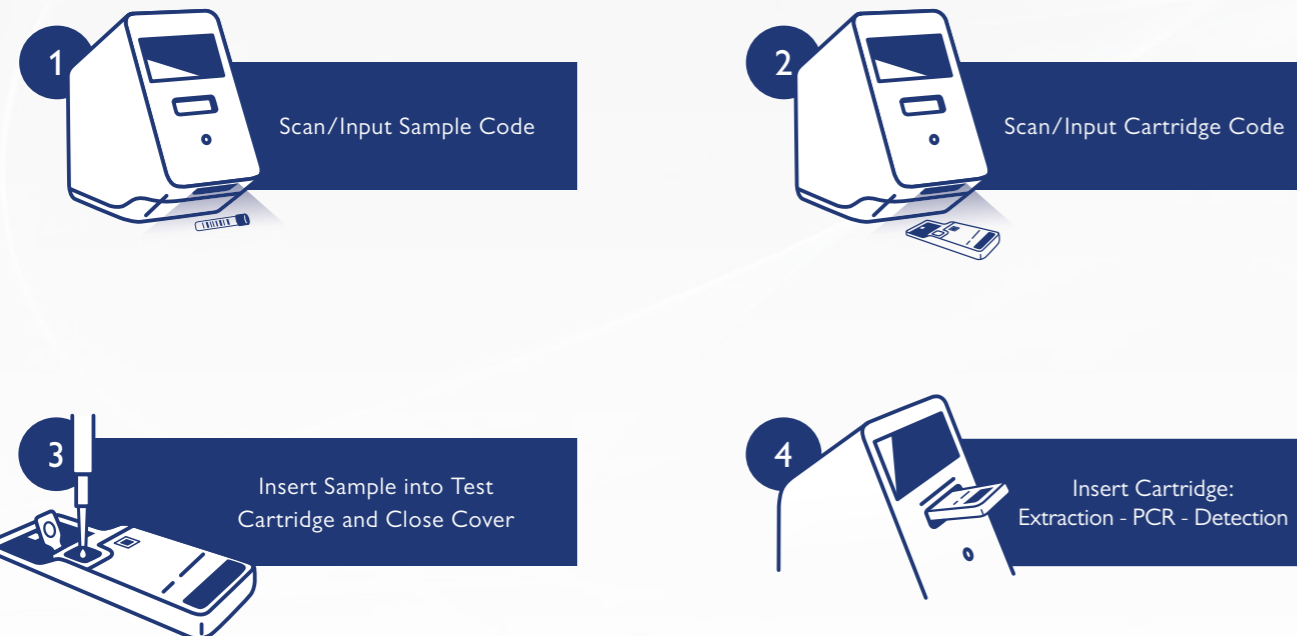 1
Scan/Input Sample Code
2
Scan/Input Cartridge Code
3
Insert Sample into Test
Cartridge and Close Cover
4
Insert Cartridge:
Extraction - PCR - Detection